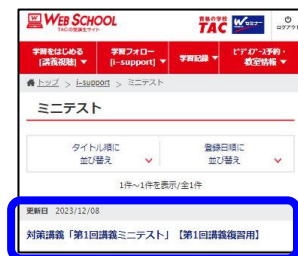 WEB SCHOOL
TACの受講生サイト
資格の学校
TAC
Wセミナー
ログアウト
学習をはじめる
[講義視聴] ▼
学習フォロー
[i-support] ▼
学習記録 ▼
ビデオブース予約・
教室情報 ▼
トップ > i-support > ミニテスト
ミニテスト
タイトル順に
並び替え
登録日順に
並び替え
1件~1件を表示/全1件
更新日 2023/12/08
対策講義「第1回講義ミニテスト」【第1回講義復習用】